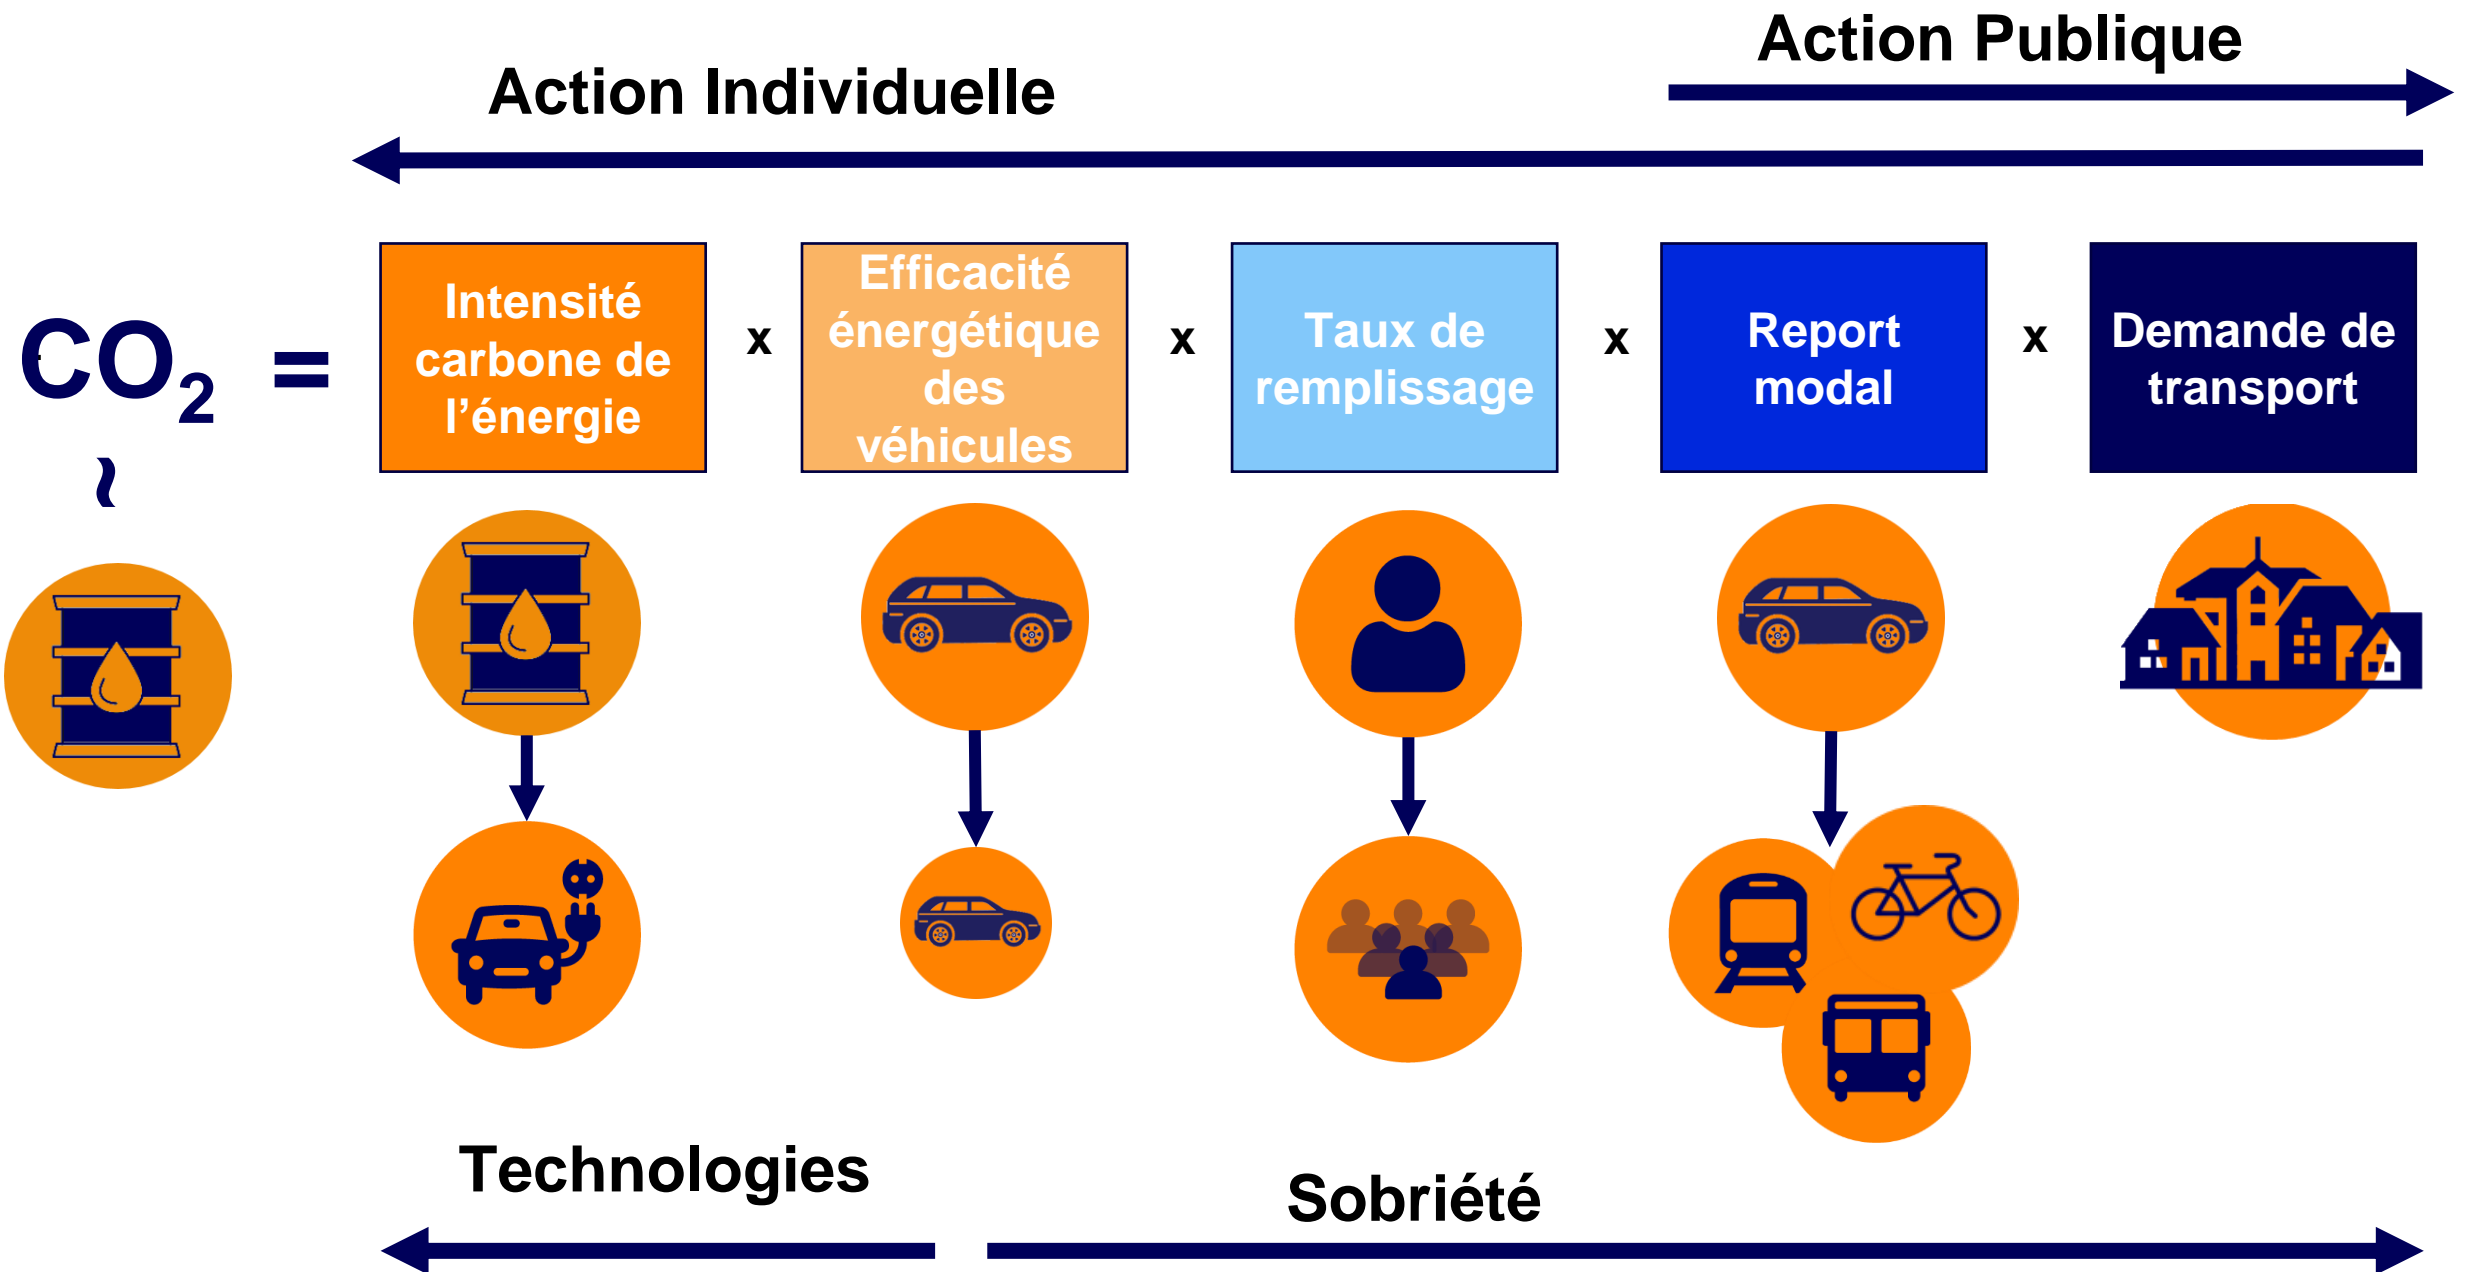 Action Publique
Action Individuelle
CO₂ =
Intensité
carbone de
l’énergie
x
Efficacité
énergétique
des
véhicules
x
Taux de
remplissage
x
Report
modal
x
Demande de
transport
~
Technologies
Sobriété